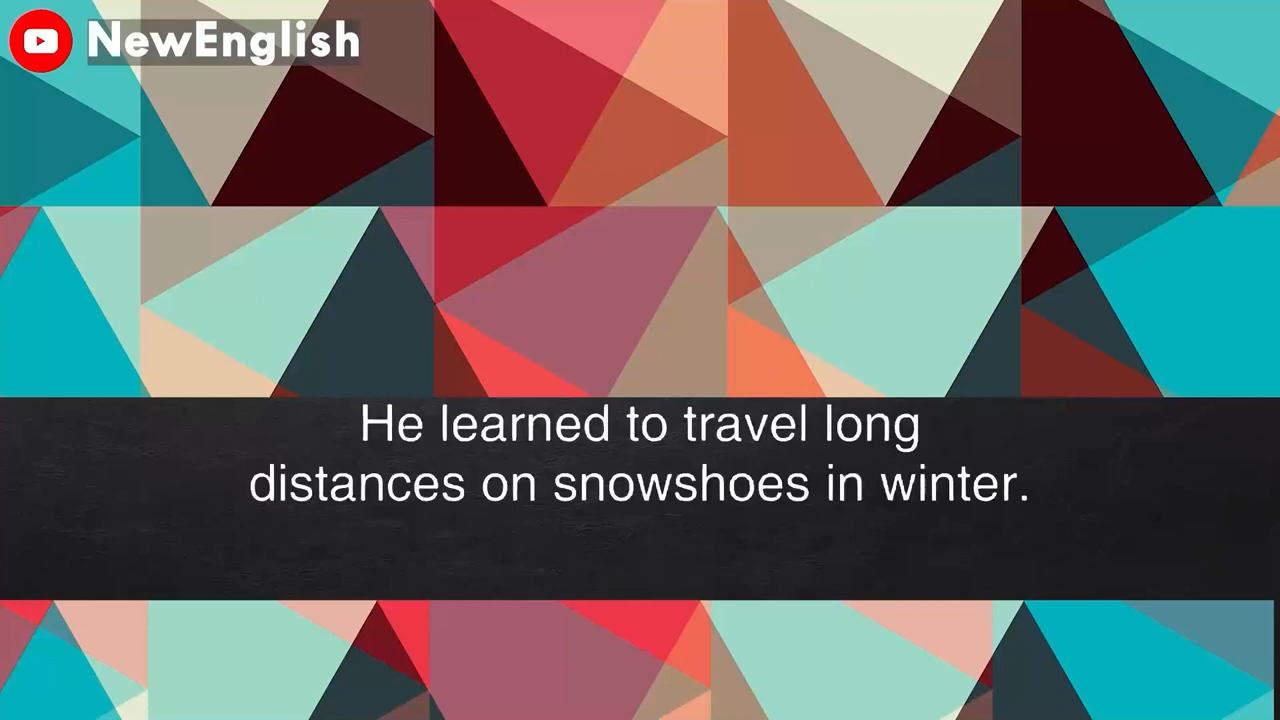 NewEnglish
He learned to travel long
distances on snowshoes in winter.